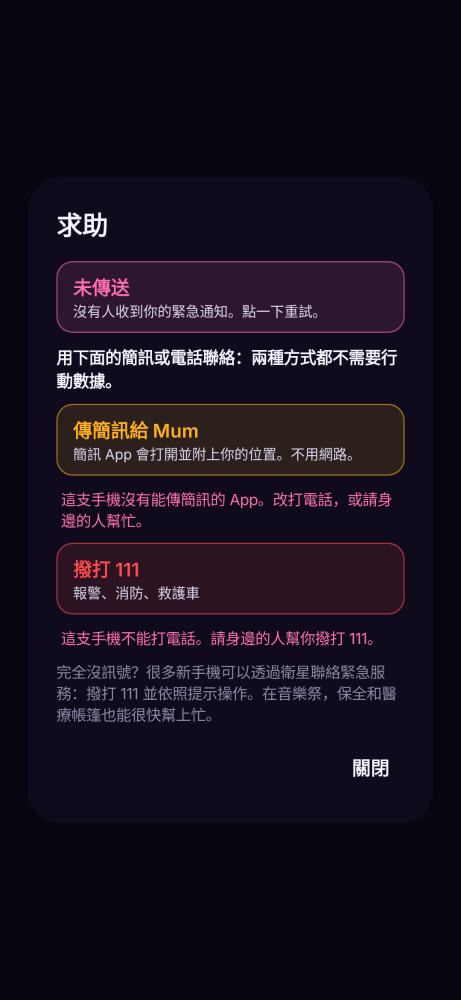 求助
未傳送
沒有人收到你的緊急通知。點一下重試。
用下面的簡訊或電話聯絡：兩種方式都不需要行
動數據。
傳簡訊給 Mum
簡訊 App 會打開並附上你的位置。不用網路。
這支手機沒有能傳簡訊的 App。改打電話，或請身
邊的人幫忙。
撥打 111
報警、消防、救護車
這支手機不能打電話。請身邊的人幫你撥打 111。
完全沒訊號？很多新手機可以透過衛星聯絡緊急服
務：撥打 111 並依照提示操作。在音樂祭，保全和醫
療帳篷也能很快幫上忙。
關閉